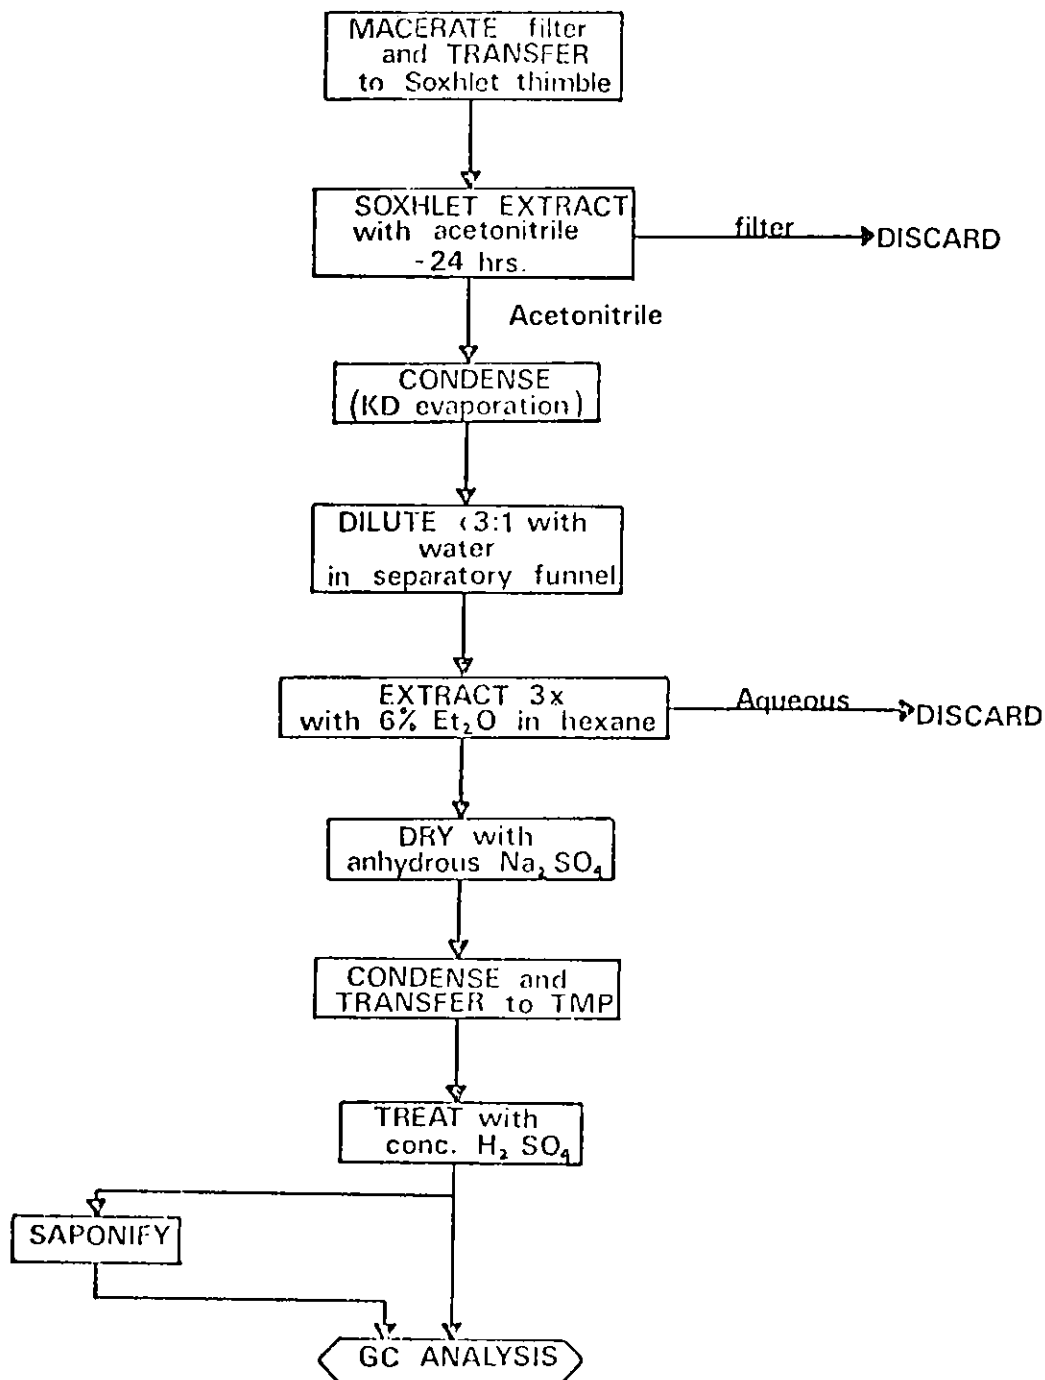 MACERATE filter
and TRANSFER
to Soxhlet thimble
SOXHLET EXTRACT
with acetonitrile
~24 hrs.
filter
DISCARD
Acetonitrile
CONDENSE
(KD evaporation)
DILUTE <3:1 with
water
in separatory funnel
EXTRACT 3x
with 6% Et₂O in hexane
Aqueous
DISCARD
DRY with
anhydrous Na₂SO₄
CONDENSE and
TRANSFER to TMP
TREAT with
conc. H₂SO₄
SAPONIFY
GC ANALYSIS